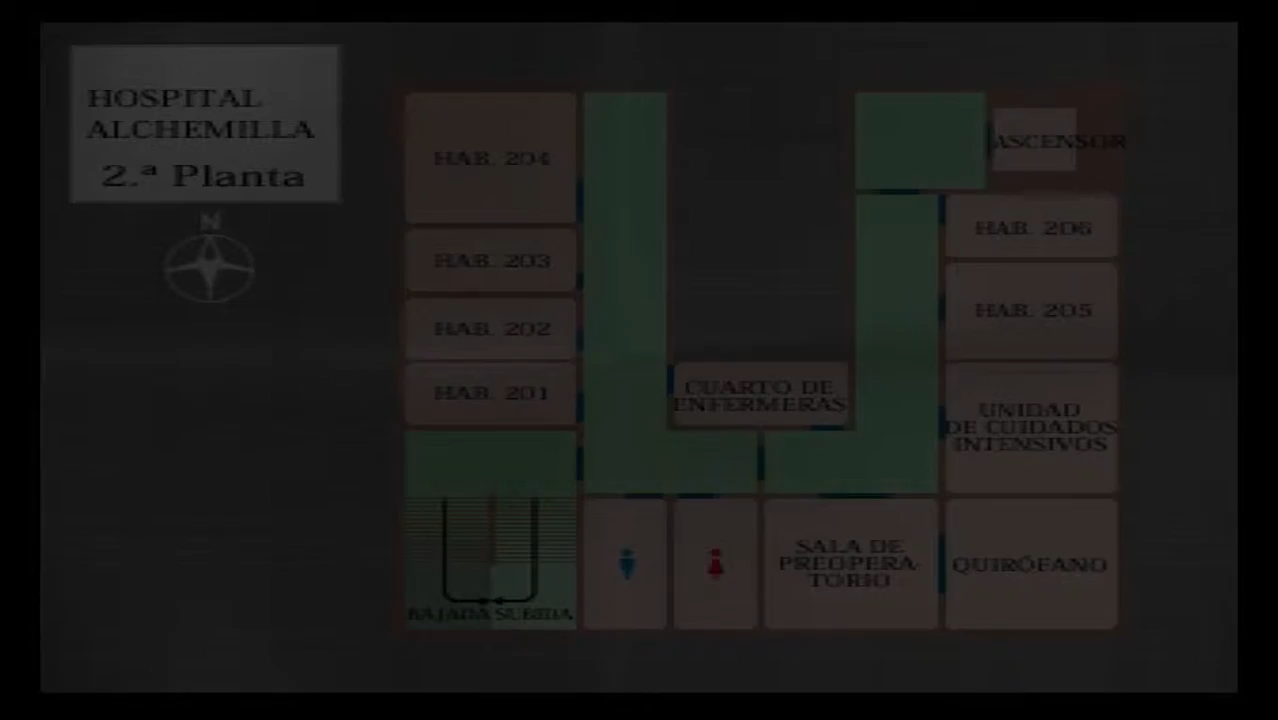 HOSPITAL
ALCHEMILLA
2.ª Planta
N
HAB. 204
ASCENSOR
HAB. 206
HAB. 203
HAB. 205
HAB. 202
HAB. 201
CUARTO DE
ENFERMERAS
UNIDAD
DE CUIDADOS
INTENSIVOS
SALA DE
PREOPERA-
TORIO
QUIRÓFANO
BAJADA SUBIDA